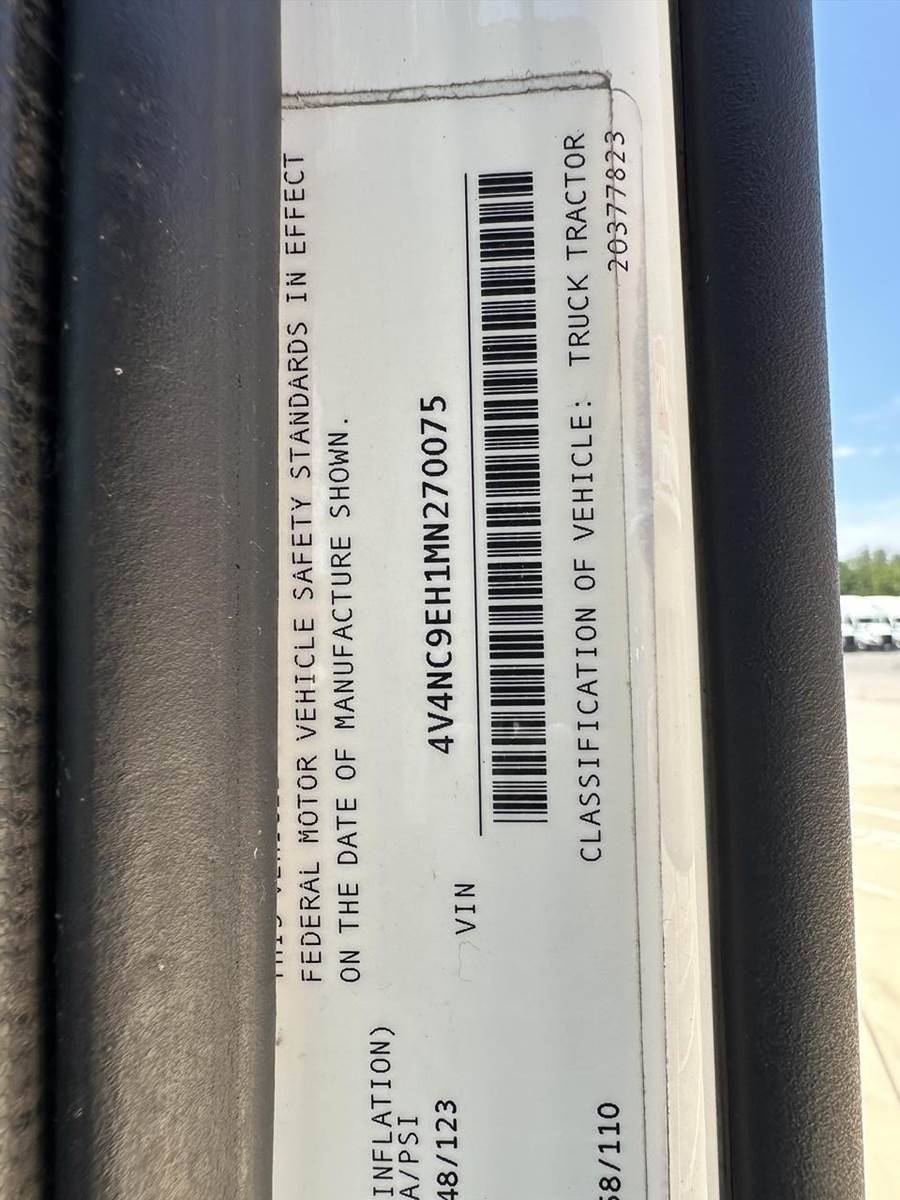 FEDERAL MOTOR VEHICLE SAFETY STANDARDS IN EFFECT
ON THE DATE OF MANUFACTURE SHOWN.
INFLATION)
A/PSI
48/123
4V4NC9EH1MN270075
VIN
CLASSIFICATION OF VEHICLE: TRUCK TRACTOR
20377823
58/110